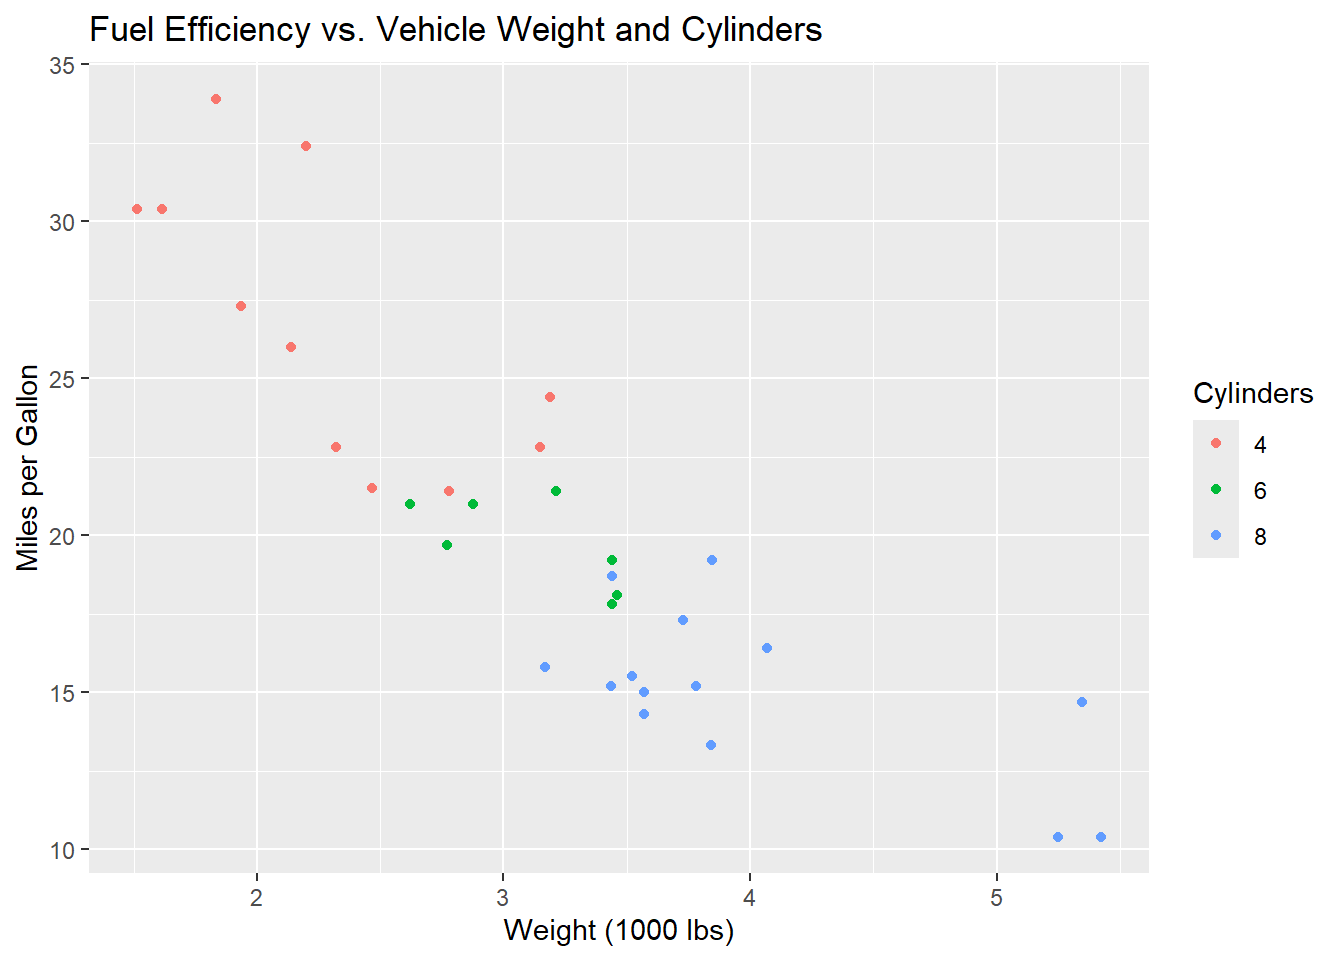 Fuel Efficiency vs. Vehicle Weight and Cylinders
35
30
25
20
15
10
Miles per Gallon
2 3 4 5
Weight (1000 lbs)
Cylinders
4
6
8